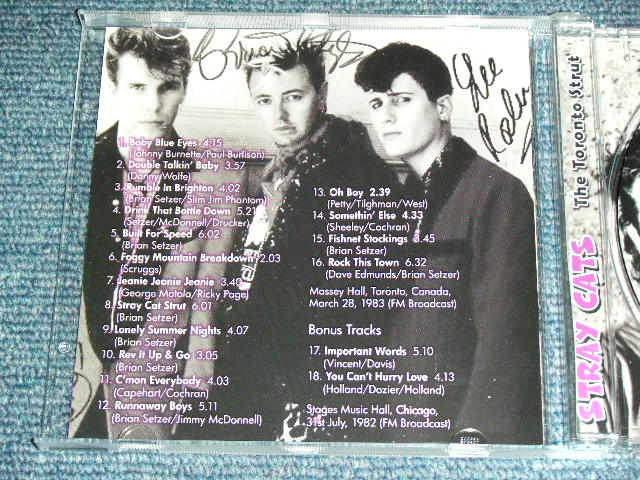 Lee Rocker
1. Baby Blue Eyes 4.15
(Johnny Burnette/Paul Burlison)
2. Double Talkin' Baby 3.57
(Danny Wolfe)
3. Rumble In Brighton 4.02
(Brian Setzer/Slim Jim Phantom)
4. Drink That Bottle Down 5.21
(Setzer/McDonnell/Drucker)
5. Built For Speed 6.02
(Brian Setzer)
6. Foggy Mountain Breakdown 2.03
(Scruggs)
7. Jeanie Jeanie Jeanie 3.40
(George Motola/Ricky Page)
8. Stray Cat Strut 6.01
(Brian Setzer)
9. Lonely Summer Nights 4.07
(Brian Setzer)
10. Rev It Up & Go 3.05
(Brian Setzer)
11. C'mon Everybody 4.03
(Capehart/Cochran)
12. Runnaway Boys 5.11
(Brian Setzer/Jimmy McDonnell)
13. Oh Boy 2.39
(Petty/Tilghman/West)
14. Somethin' Else 4.33
(Sheeley/Cochran)
15. Fishnet Stockings 3.45
(Brian Setzer)
16. Rock This Town 6.32
(Dave Edmunds/Brian Setzer)
Massey Hall, Toronto, Canada,
March 28, 1983 (FM Broadcast)
Bonus Tracks
17. Important Words 5.10
(Vincent/Davis)
18. You Can't Hurry Love 4.13
(Holland/Dozier/Holland)
Stages Music Hall, Chicago,
31st July, 1982 (FM Broadcast)
STRAY CATS
The Toronto Strut